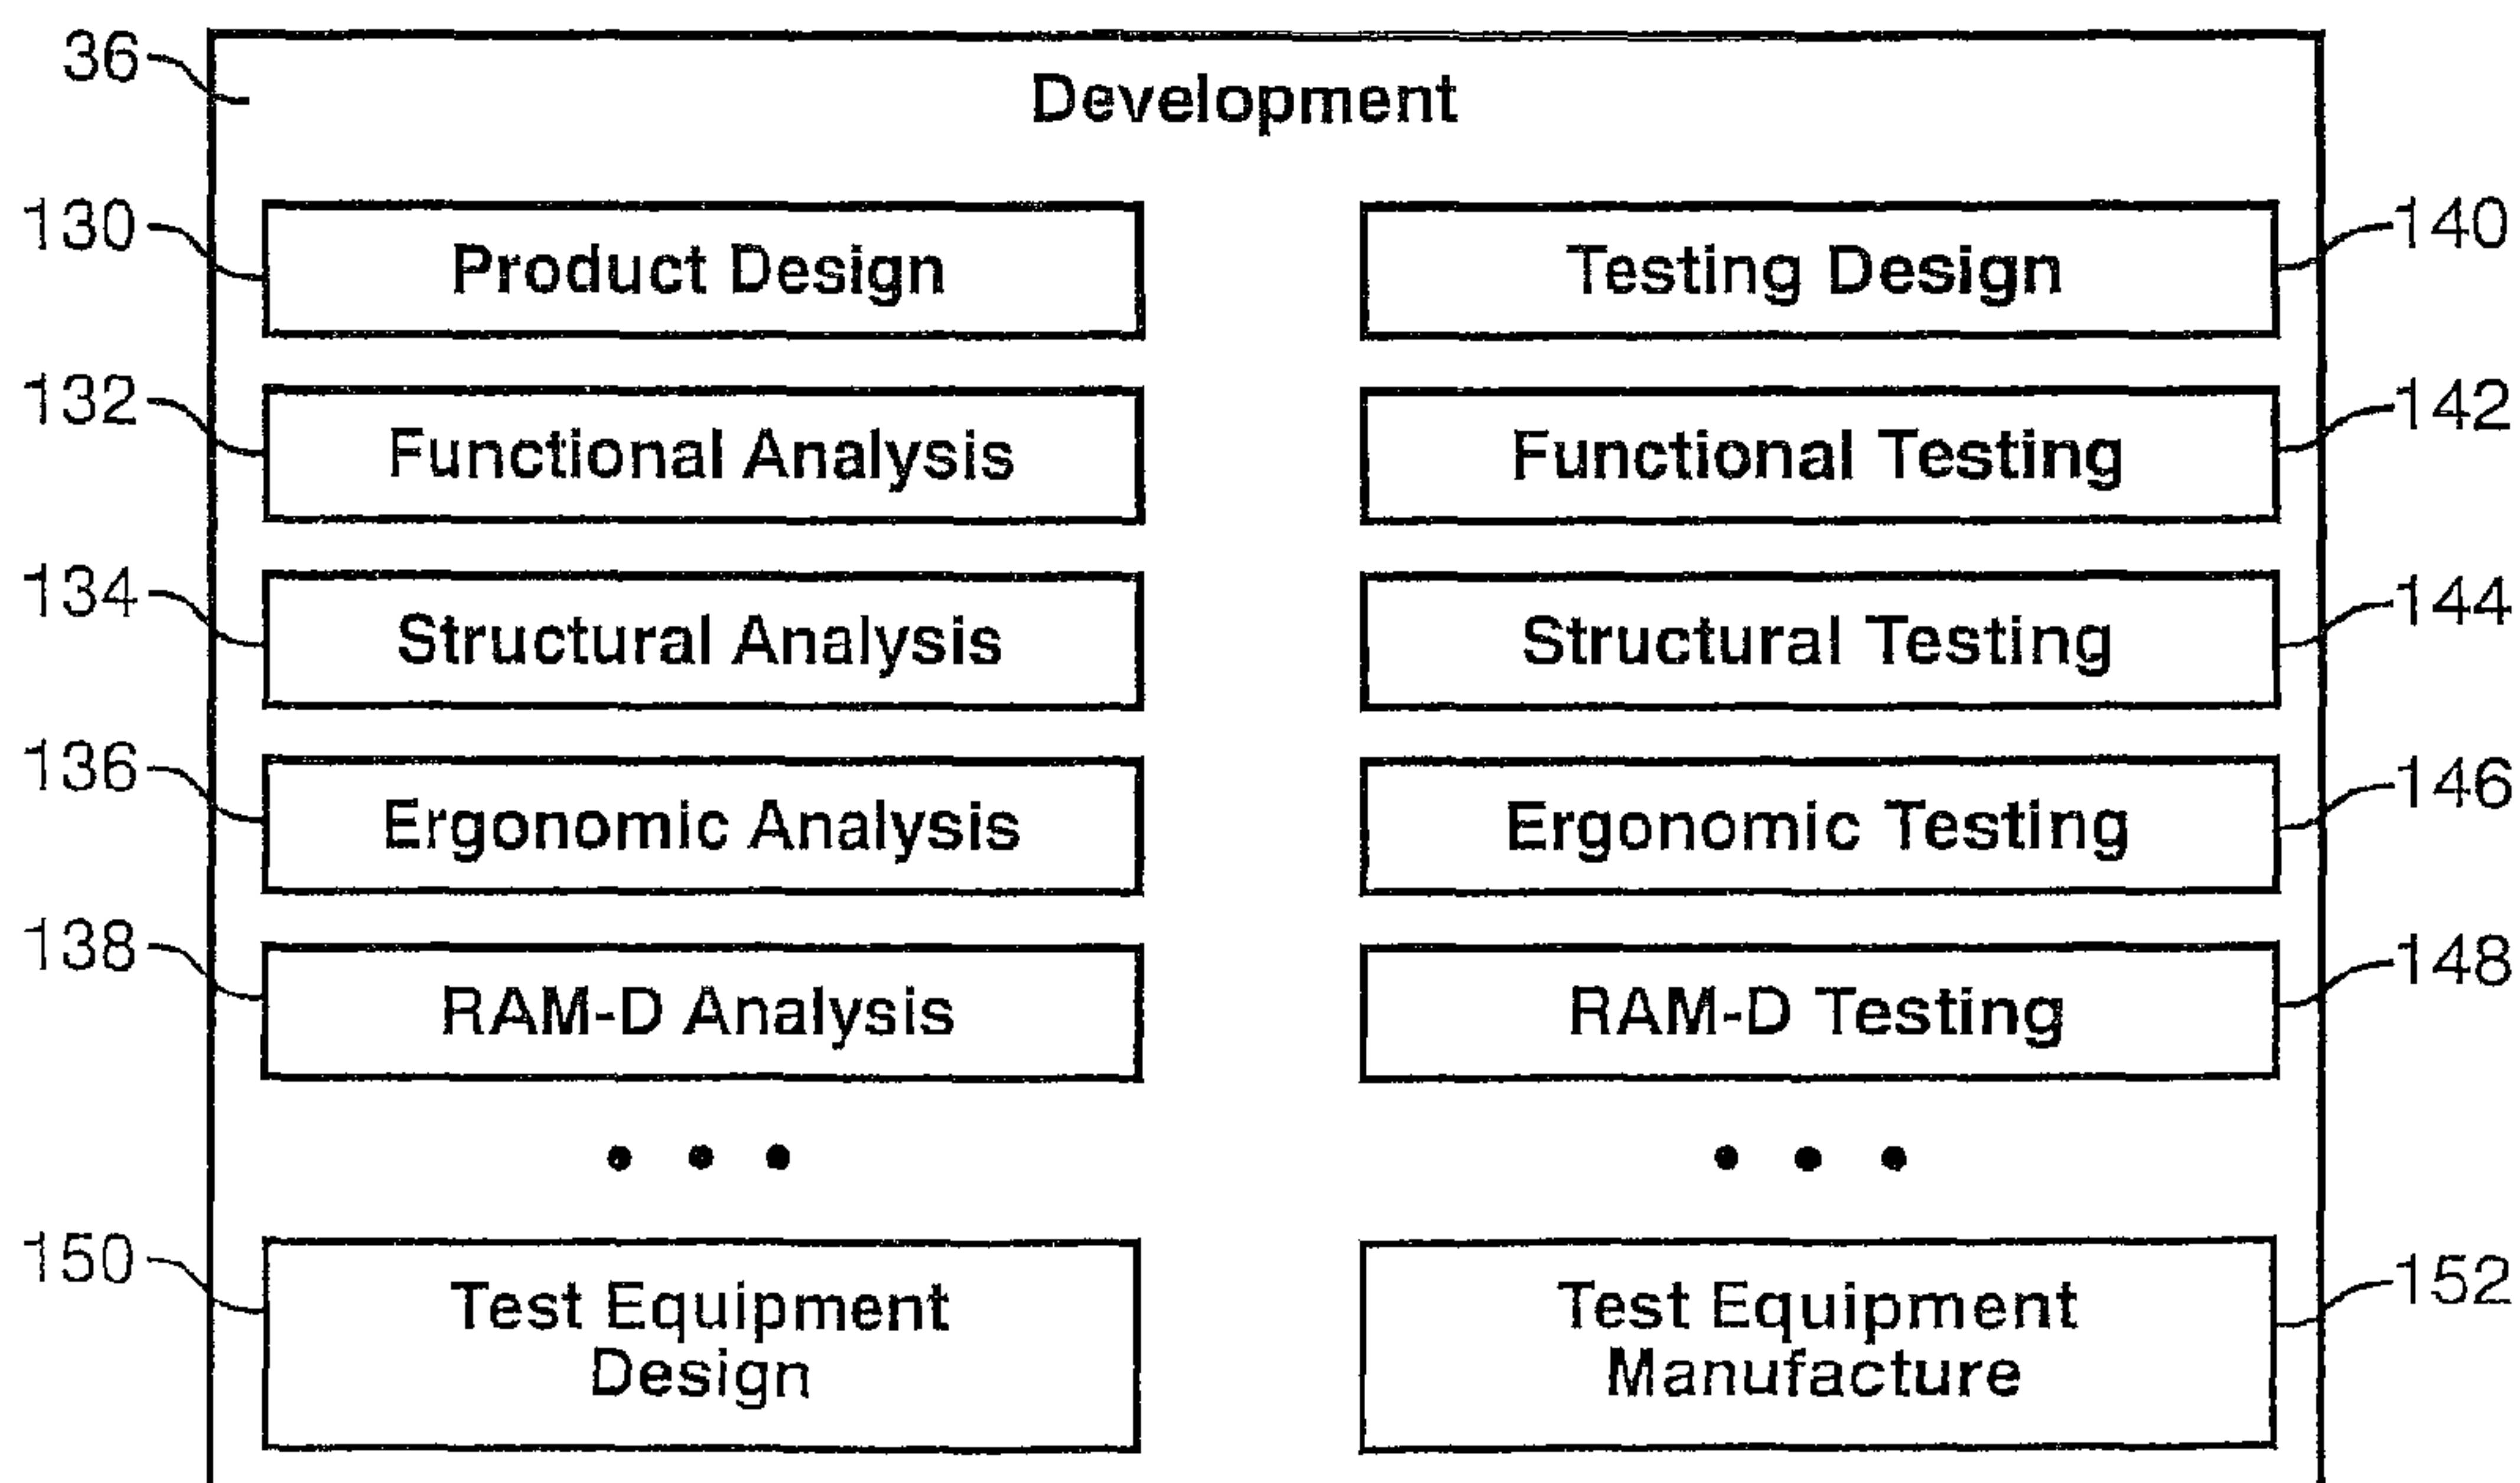 36
Development
130
Product Design
Testing Design
140
132
Functional Analysis
Functional Testing
142
134
Structural Analysis
Structural Testing
144
136
Ergonomic Analysis
Ergonomic Testing
146
138
RAM-D Analysis
RAM-D Testing
148
• • •
• • •
150
Test Equipment
Design
Test Equipment
Manufacture
152